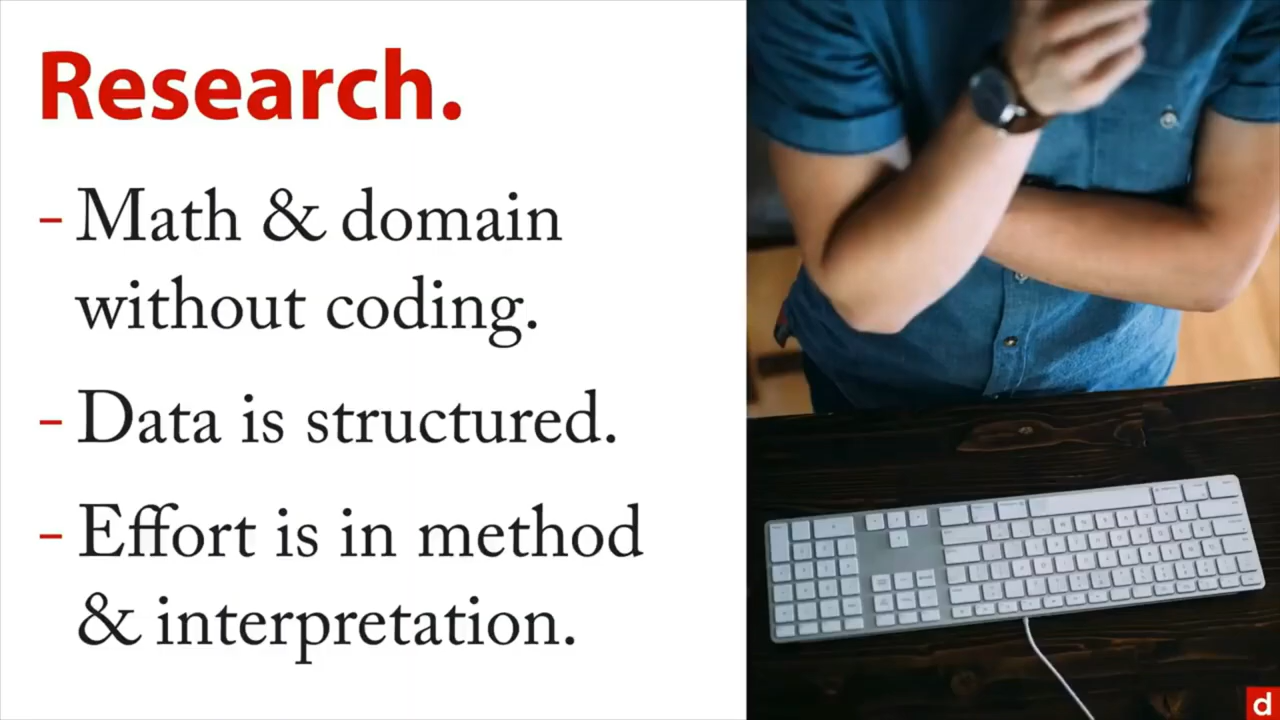 Research.
- Math & domain
without coding.
- Data is structured.
- Effort is in method
& interpretation.
d